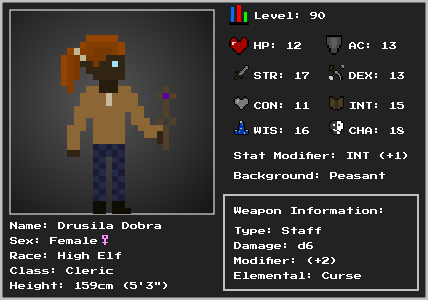 Level: 90
HP: 12
AC: 13
STR: 17
DEX: 13
CON: 11
INT: 15
WIS: 16
CHA: 18
Stat Modifier: INT (+1)
Background: Peasant
Weapon Information:
Type: Staff
Damage: d6
Modifier: (+2)
Elemental: Curse
Name: Drusila Dobra
Sex: Female♀
Race: High Elf
Class: Cleric
Height: 159cm (5'3")